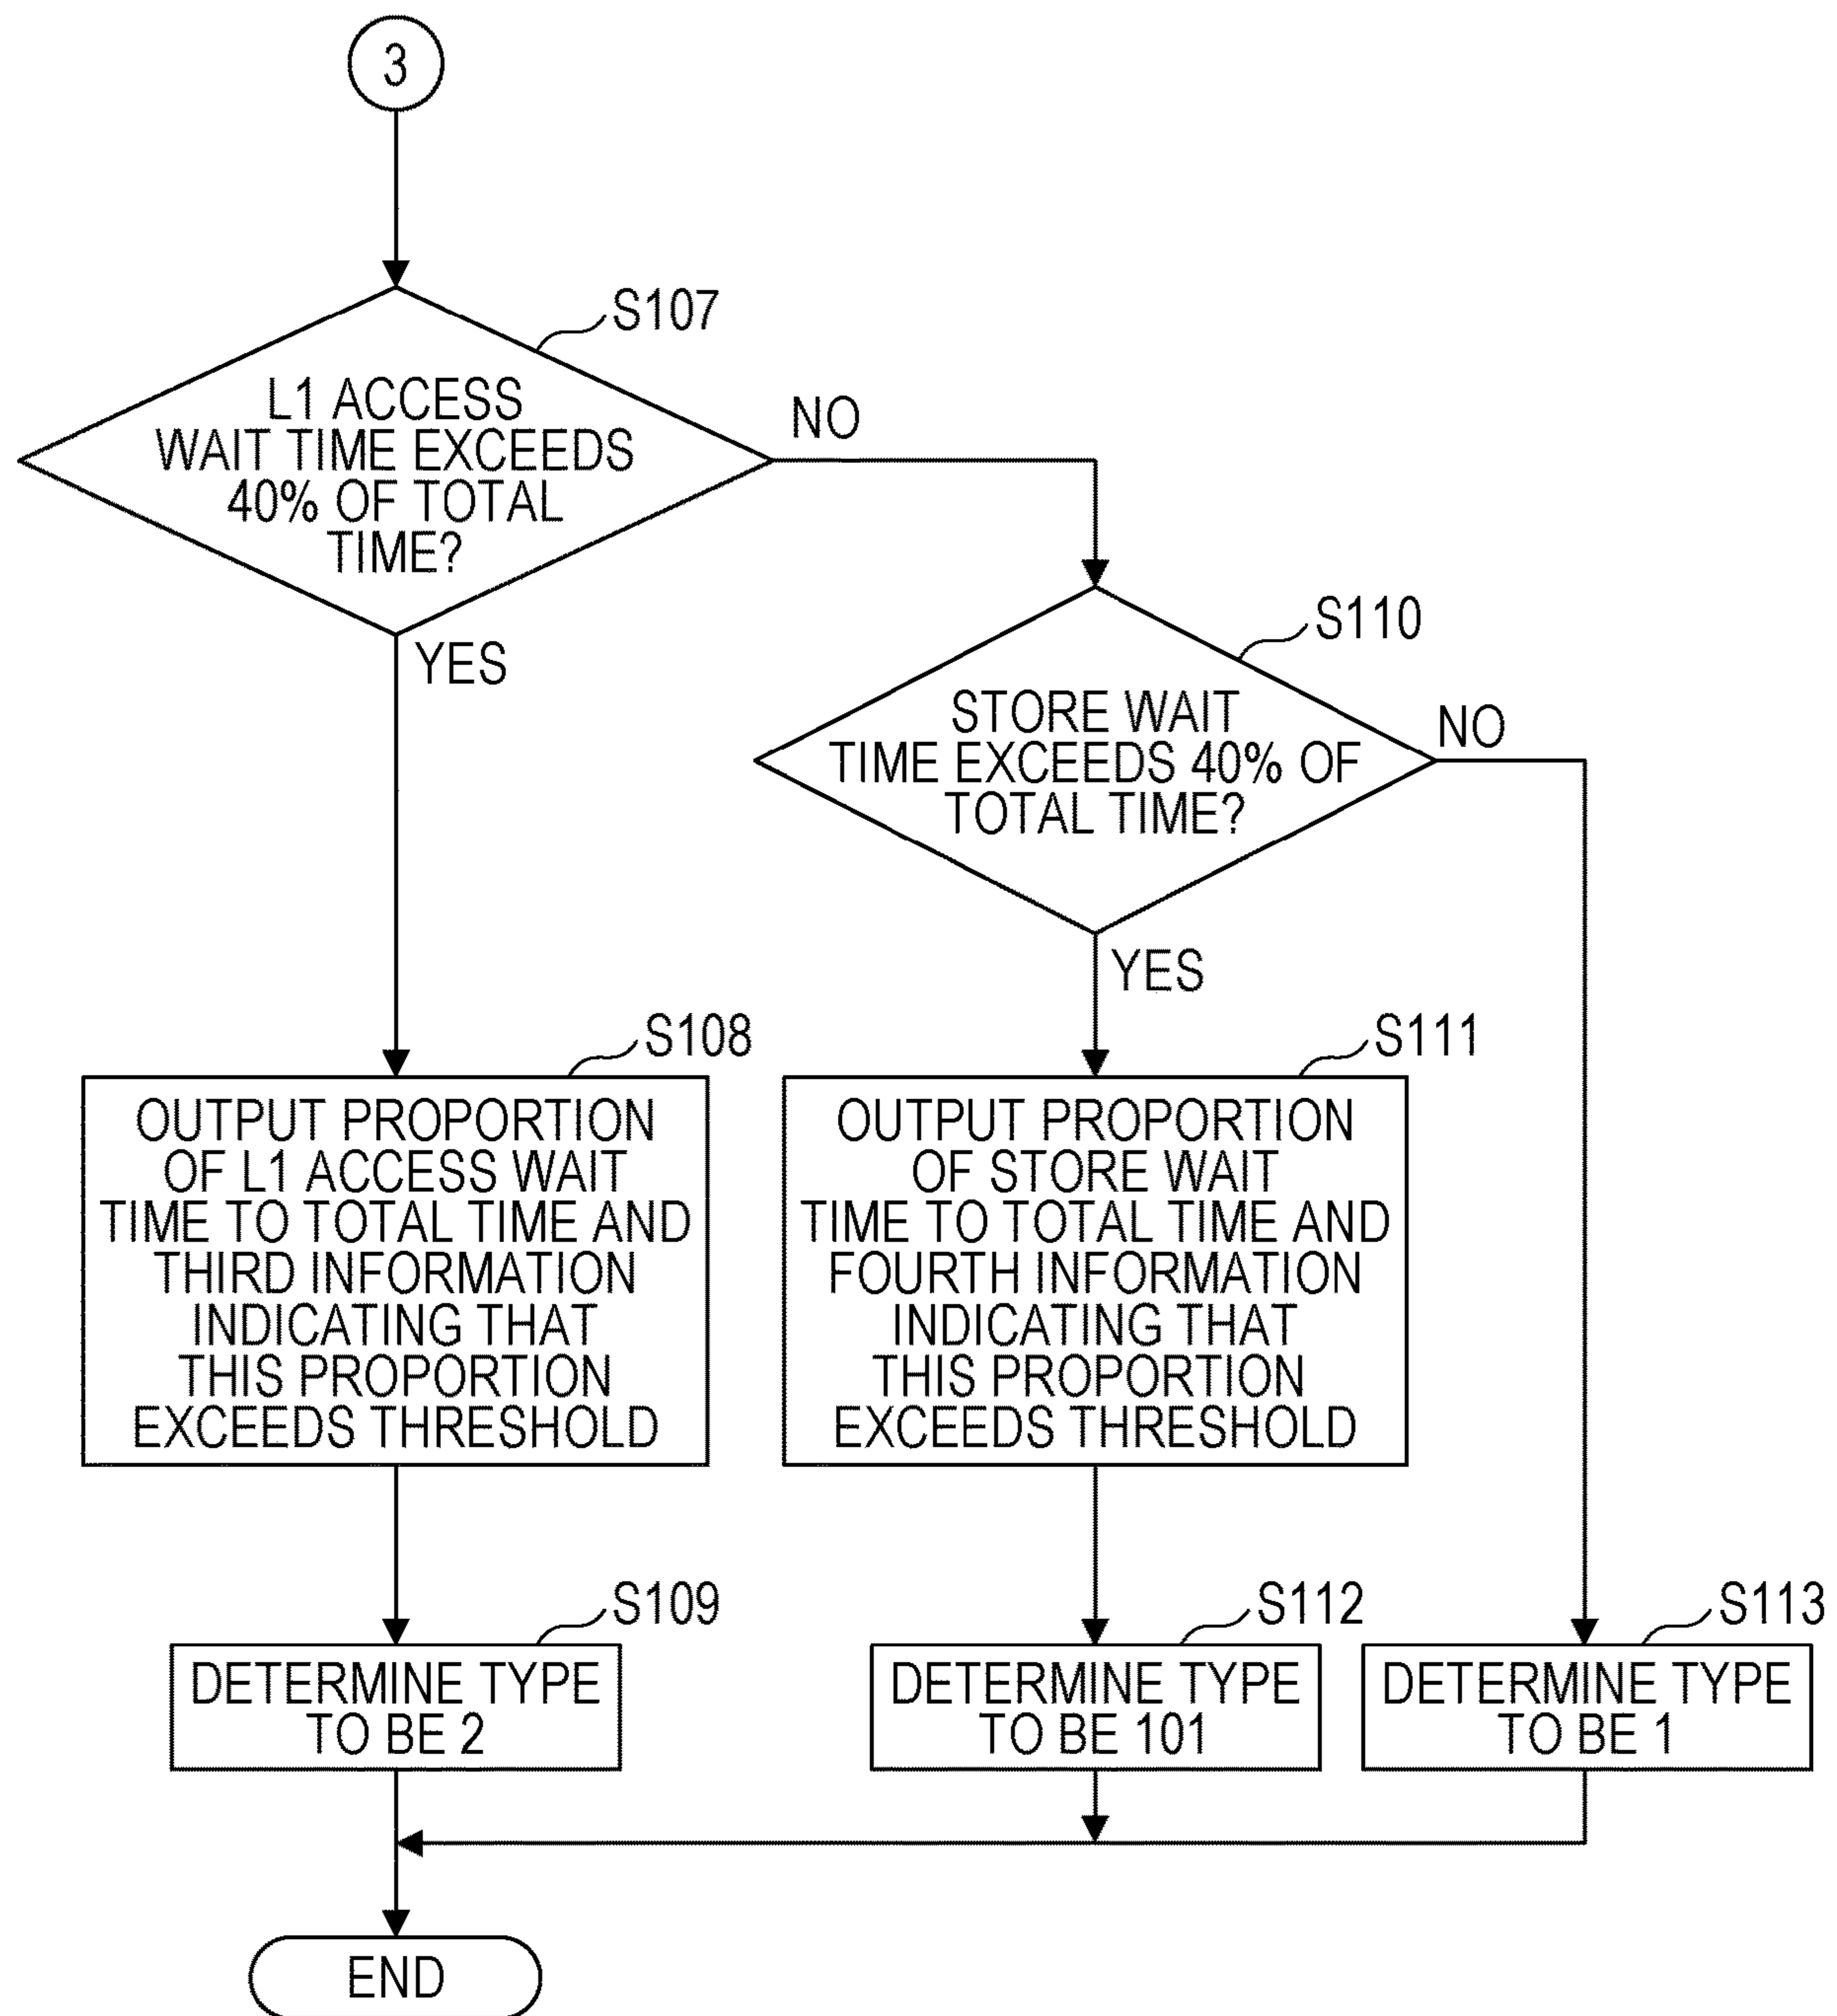 3
S107
L1 ACCESS
WAIT TIME EXCEEDS
40% OF TOTAL
TIME?
NO
YES
S110
STORE WAIT
TIME EXCEEDS 40% OF
TOTAL TIME?
NO
YES
S108
OUTPUT PROPORTION
OF L1 ACCESS WAIT
TIME TO TOTAL TIME AND
THIRD INFORMATION
INDICATING THAT
THIS PROPORTION
EXCEEDS THRESHOLD
S111
OUTPUT PROPORTION
OF STORE WAIT
TIME TO TOTAL TIME AND
FOURTH INFORMATION
INDICATING THAT
THIS PROPORTION
EXCEEDS THRESHOLD
S109
DETERMINE TYPE
TO BE 2
S112
DETERMINE TYPE
TO BE 101
S113
DETERMINE TYPE
TO BE 1
END